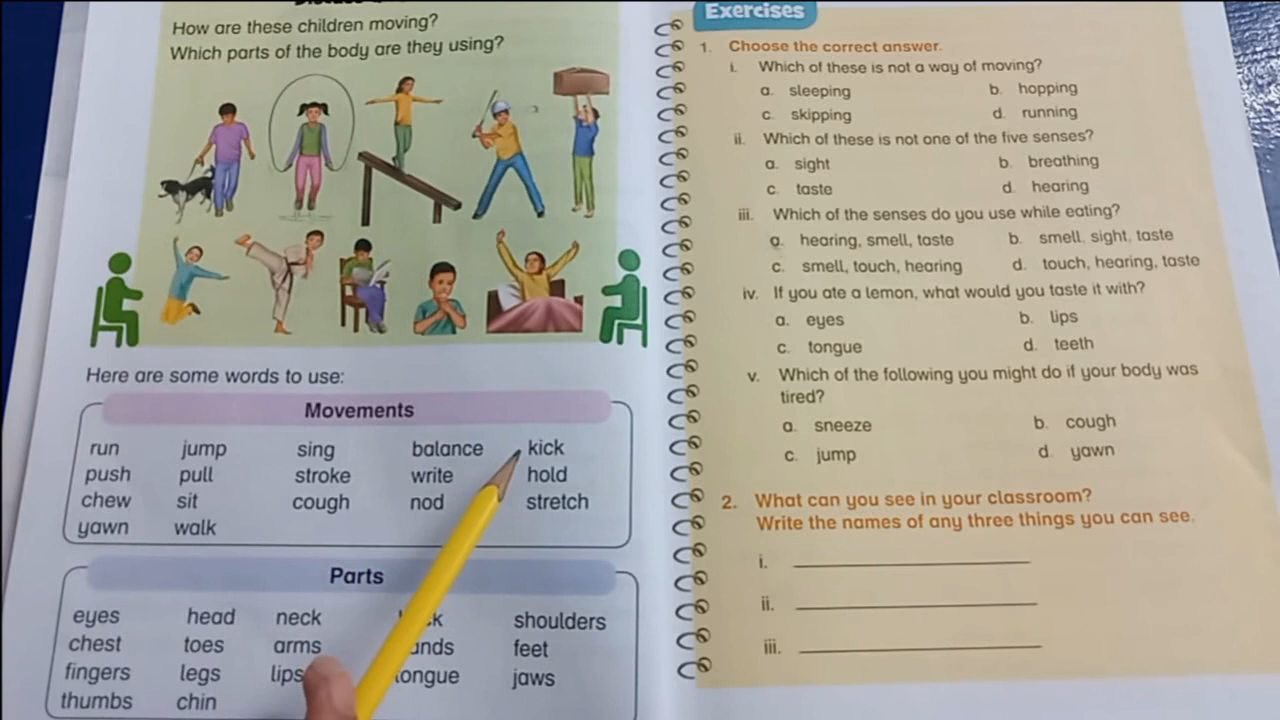 How are these children moving?
Which parts of the body are they using?
Here are some words to use:
Movements
run jump sing balance kick
push pull stroke write hold
chew sit cough nod stretch
yawn walk
Parts
eyes head neck shoulders
chest toes arms feet
fingers legs lips tongue jaws
thumbs chin
Exercises
1. Choose the correct answer.
i. Which of these is not a way of moving?
a. sleeping b. hopping
c. skipping d. running
ii. Which of these is not one of the five senses?
a. sight b. breathing
c. taste d. hearing
iii. Which of the senses do you use while eating?
a. hearing, smell, taste b. smell, sight, taste
c. smell, touch, hearing d. touch, hearing, taste
iv. If you ate a lemon, what would you taste it with?
a. eyes b. lips
c. tongue d. teeth
v. Which of the following you might do if your body was
tired?
a. sneeze b. cough
c. jump d. yawn
2. What can you see in your classroom?
Write the names of any three things you can see.
i.
ii.
iii.